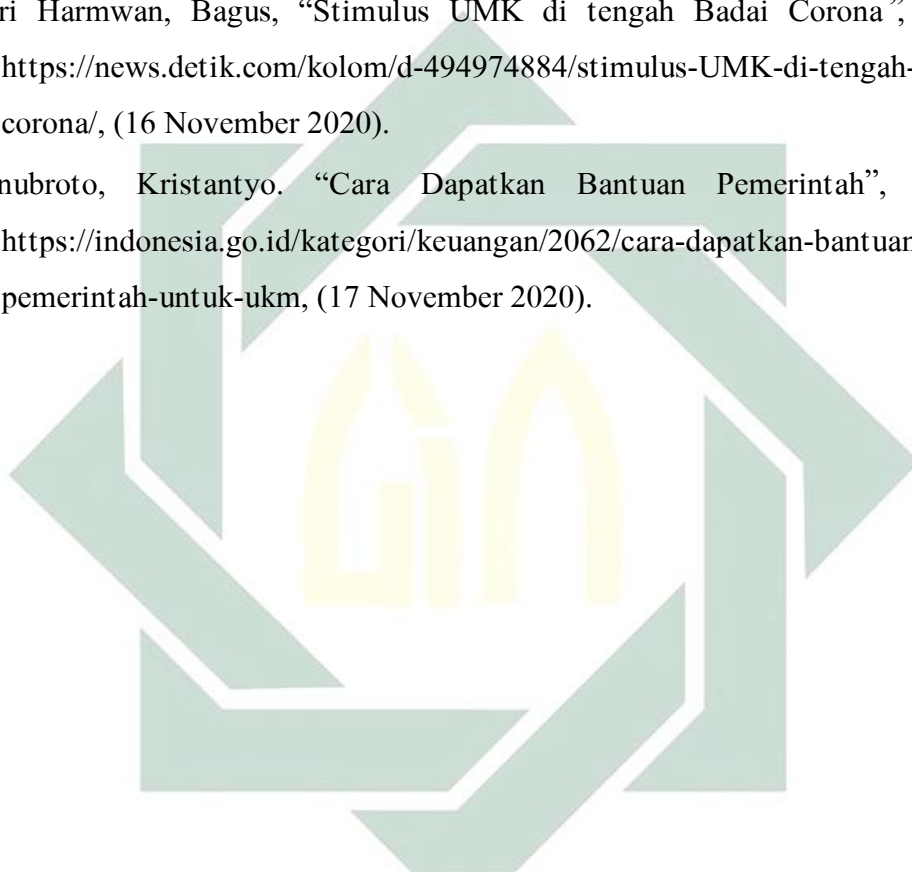 ri Harmwan, Bagus, “Stimulus UMK di tengah Badai Corona”,
https://news.detik.com/kolom/d-494974884/stimulus-UMK-di-tengah-
corona/, (16 November 2020).
nubroto, Kristantyo. “Cara Dapatkan Bantuan Pemerintah”,
https://indonesia.go.id/kategori/keuangan/2062/cara-dapatkan-bantuan
pemerintah-untuk-ukm, (17 November 2020).